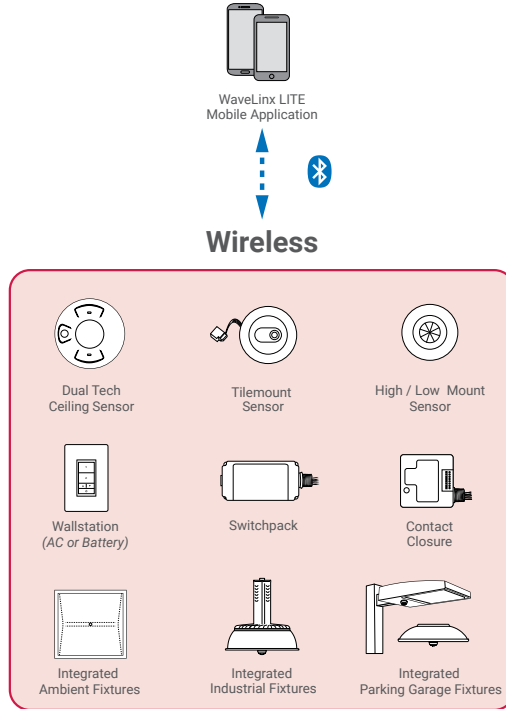 WaveLinx LITE
Mobile Application
Wireless
Dual Tech
Ceiling Sensor
Tilemount
Sensor
High / Low Mount
Sensor
Wallstation
(AC or Battery)
Switchpack
Contact
Closure
Integrated
Ambient Fixtures
Integrated
Industrial Fixtures
Integrated
Parking Garage Fixtures